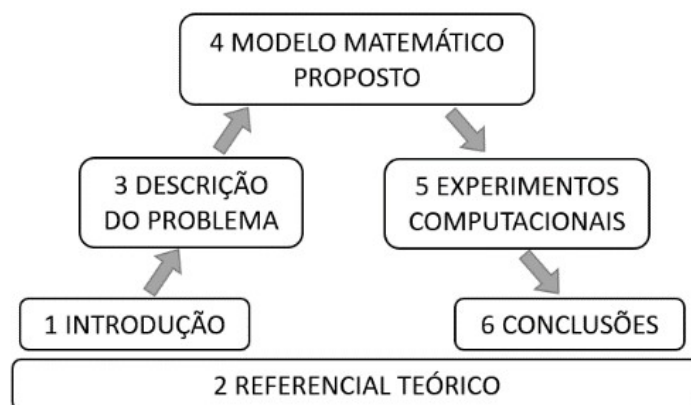 4 MODELO MATEMÁTICO
PROPOSTO
3 DESCRIÇÃO
DO PROBLEMA
5 EXPERIMENTOS
COMPUTACIONAIS
1 INTRODUÇÃO
6 CONCLUSÕES
2 REFERENCIAL TEÓRICO